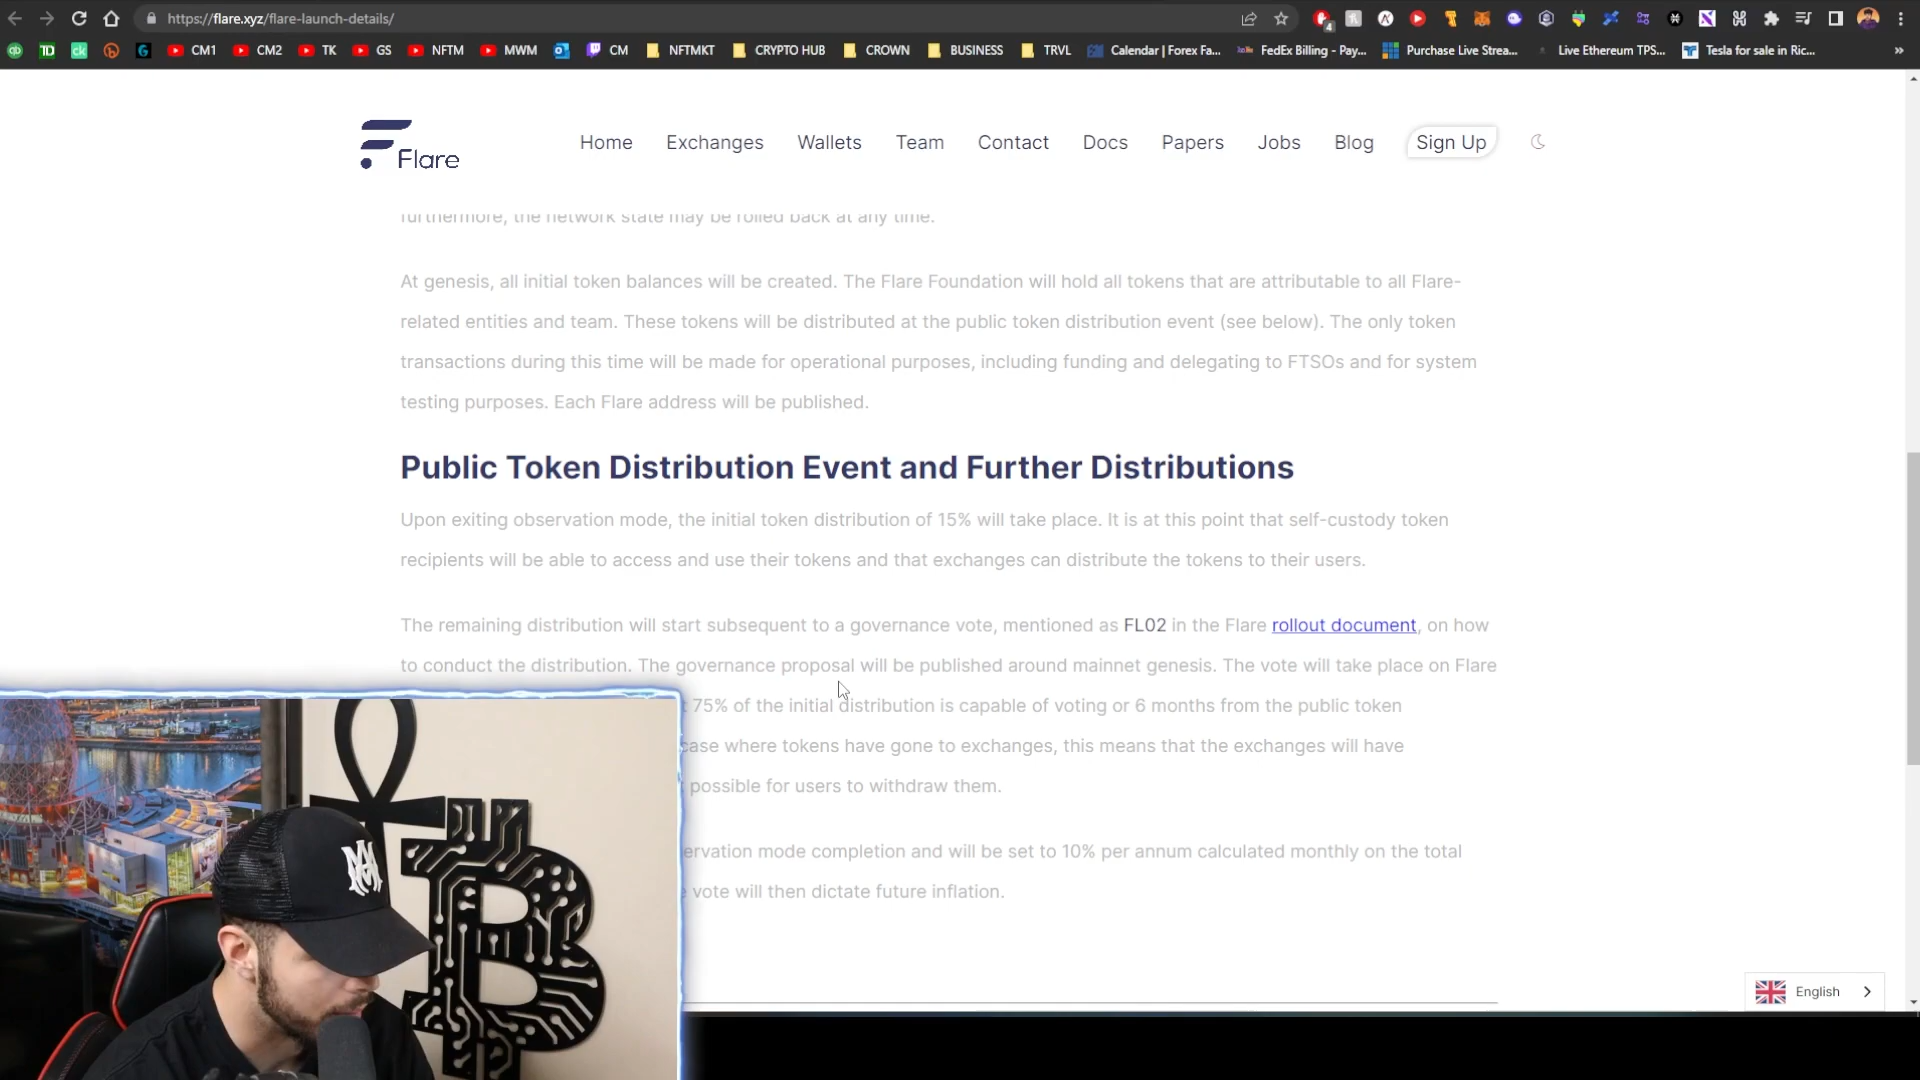 https://flare.xyz/flare-launch-details/
CM1 CM2 TK GS NFTM MWM CM NFTMKT CRYPTO HUB CROWN BUSINESS TRVL Calendar | Forex Fa... FedEx Billing - Pay... Purchase Live Strea... Live Ethereum TPS... Tesla for sale in Ric...
Flare
Home Exchanges Wallets Team Contact Docs Papers Jobs Blog Sign Up
furthermore, the network state may be rolled back at any time.
At genesis, all initial token balances will be created. The Flare Foundation will hold all tokens that are attributable to all Flare-
related entities and team. These tokens will be distributed at the public token distribution event (see below). The only token
transactions during this time will be made for operational purposes, including funding and delegating to FTSOs and for system
testing purposes. Each Flare address will be published.
Public Token Distribution Event and Further Distributions
Upon exiting observation mode, the initial token distribution of 15% will take place. It is at this point that self-custody token
recipients will be able to access and use their tokens and that exchanges can distribute the tokens to their users.
The remaining distribution will start subsequent to a governance vote, mentioned as FL02 in the Flare rollout document, on how
to conduct the distribution. The governance proposal will be published around mainnet genesis. The vote will take place on Flare
75% of the initial distribution is capable of voting or 6 months from the public token
case where tokens have gone to exchanges, this means that the exchanges will have
possible for users to withdraw them.
ervation mode completion and will be set to 10% per annum calculated monthly on the total
vote will then dictate future inflation.
English